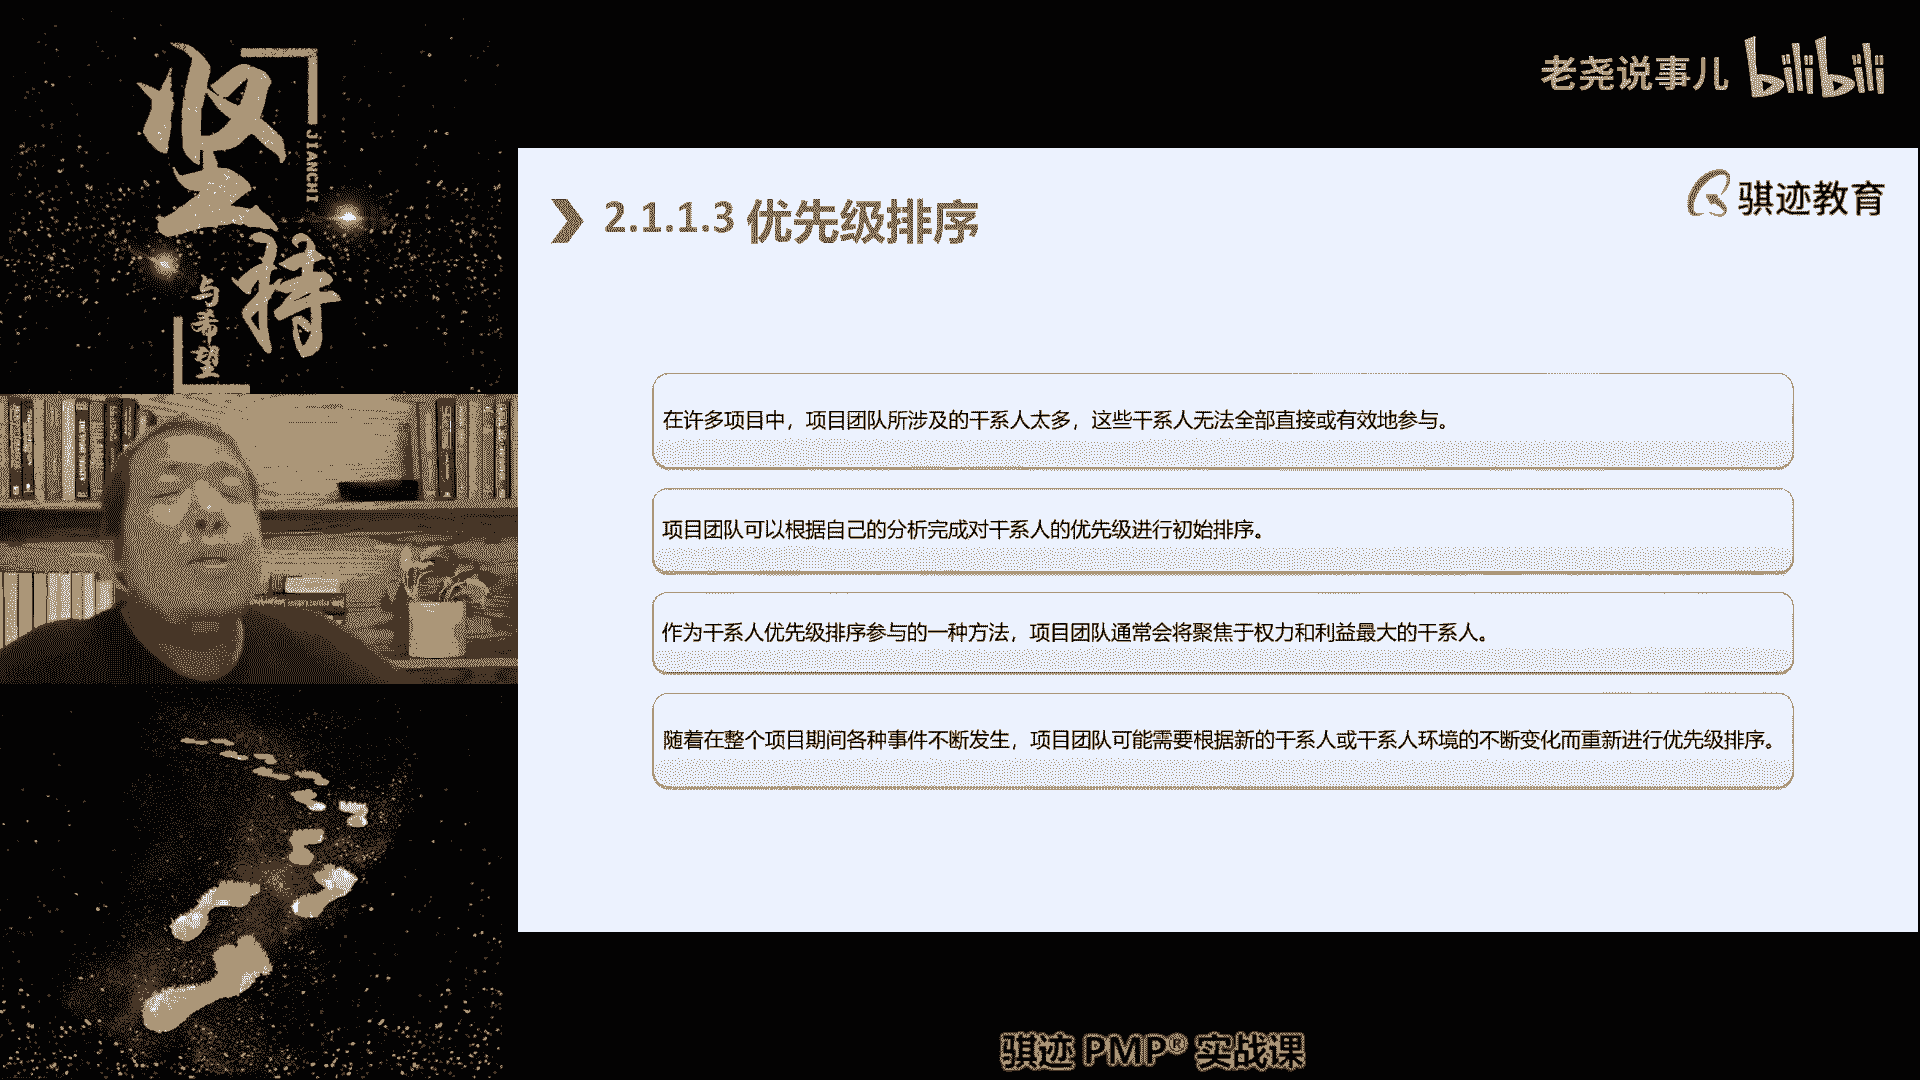 坚持
JIANCHI
与希望
老尧说事儿 bilibili
骐迹教育
2.1.1.3 优先级排序
在许多项目中，项目团队所涉及的干系人太多，这些干系人无法全部直接或有效地参与。
项目团队可以根据自己的分析完成对干系人的优先级进行初始排序。
作为干系人优先级排序参与的一种方法，项目团队通常会将聚焦于权力和利益最大的干系人。
随着在整个项目期间各种事件不断发生，项目团队可能需要根据新的干系人或干系人环境的不断变化而重新进行优先级排序。
骐迹 PMP® 实战课